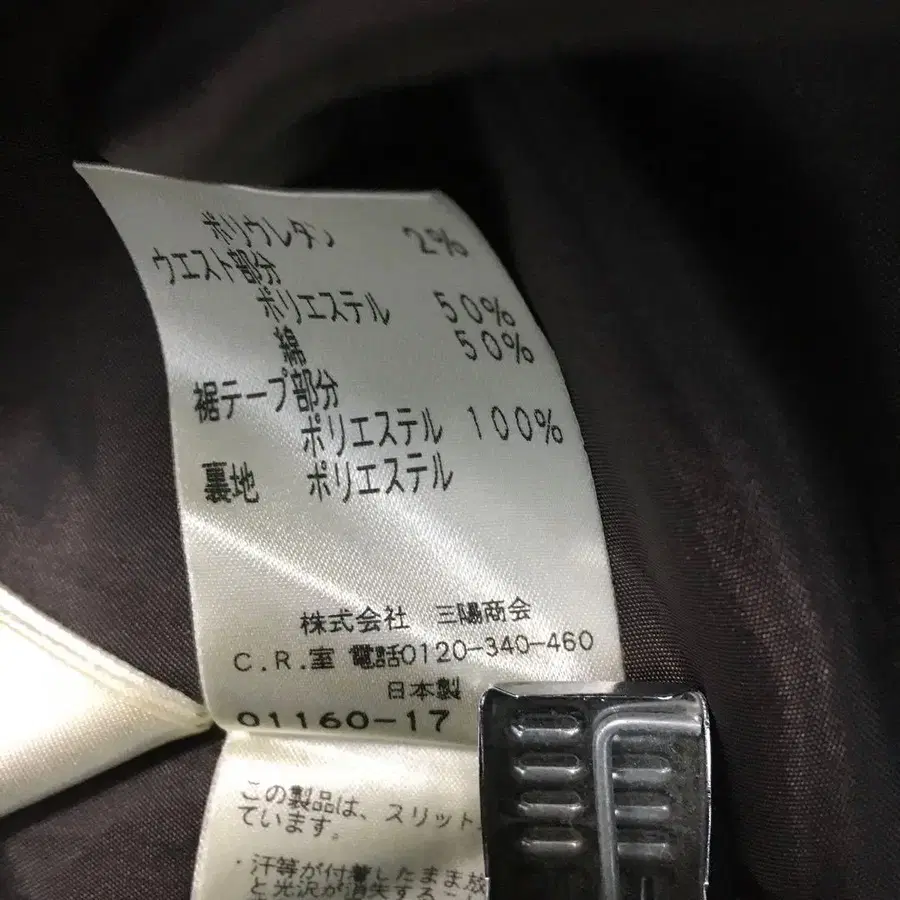 ポリウレタン 2%
ウエスト部分
ポリエステル 50%
綿 50%
裾テープ部分
ポリエステル 100%
裏地 ポリエステル
株式会社 三陽商会
C.R.室 電話0120-340-460
日本製
01160-17
この製品は、スリット
ています。
・汗等が付着したまま放
と光沢が消失するこ